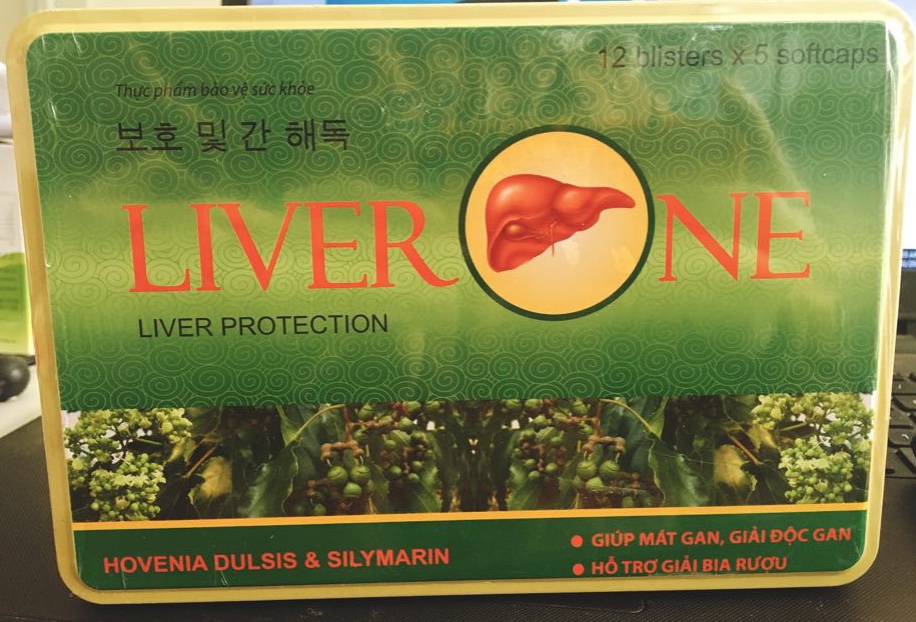 12 blisters x 5 softcaps
Thực phẩm bảo vệ sức khỏe
보호 및 간 해독
LIVER NE
LIVER PROTECTION
HOVENIA DULSIS & SILYMARIN
• GIÚP MÁT GAN, GIẢI ĐỘC GAN
• HỖ TRỢ GIẢI BIA RƯỢU